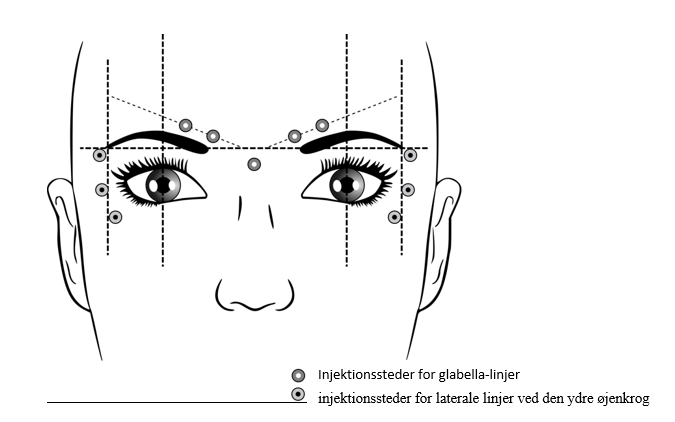 Injektionssteder for glabella-linjer
injektionssteder for laterale linjer ved den ydre øjenkrog